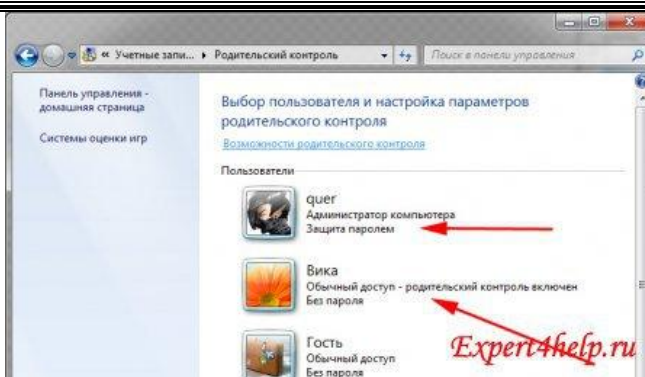 « Учетные запи... ▸ Родительский контроль
Поиск в панели управления
Панель управления -
домашняя страница
Системы оценки игр
Выбор пользователя и настройка параметров
родительского контроля
Возможности родительского контроля
Пользователи
quer
Администратор компьютера
Защита паролем
Вика
Обычный доступ - родительский контроль включен
Без пароля
Гость
Обычный доступ
Без пароля
Expert4help.ru